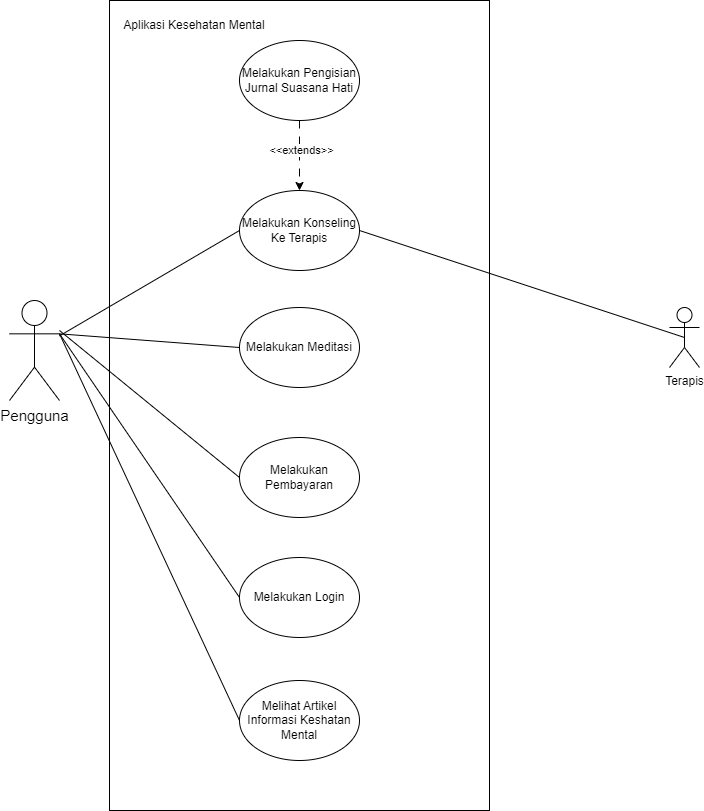 Aplikasi Kesehatan Mental
Melakukan Pengisian
Jurnal Suasana Hati
<<extends>>
Melakukan Konseling
Ke Terapis
Melakukan Meditasi
Terapis
Pengguna
Melakukan
Pembayaran
Melakukan Login
Melihat Artikel
Informasi Keshatan
Mental